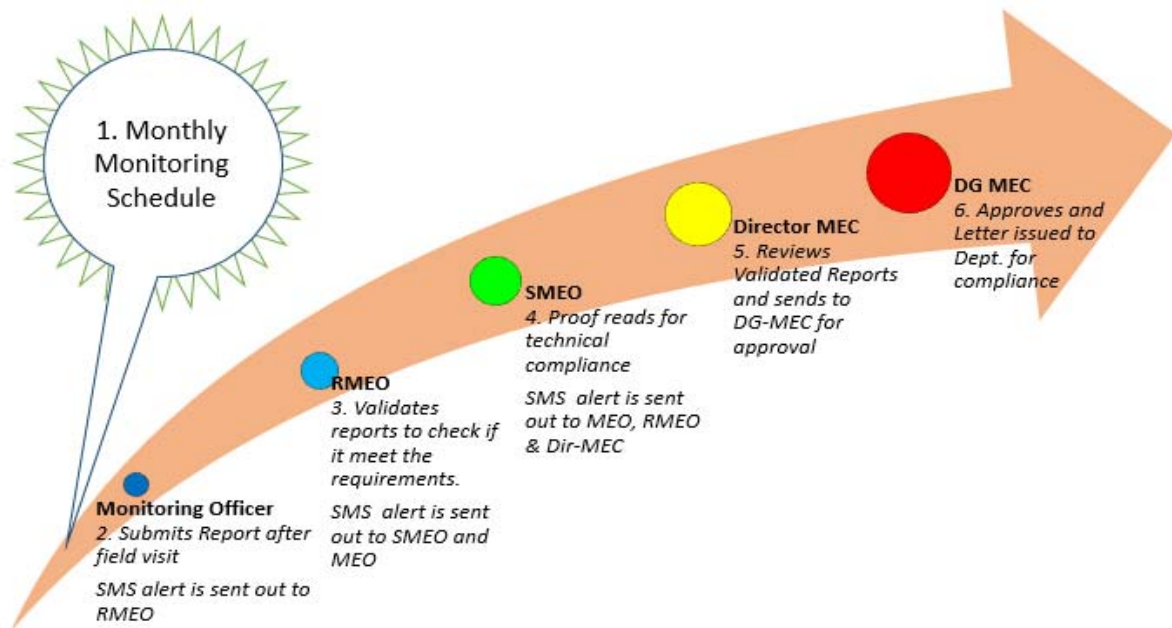 1. Monthly
Monitoring
Schedule
Monitoring Officer
2. Submits Report after
field visit
SMS alert is sent out to
RMEO
RMEO
3. Validates
reports to check if
it meet the
requirements.
SMS alert is sent
out to SMEO and
MEO
SMEO
4. Proof reads for
technical
compliance
SMS alert is sent
out to MEO, RMEO
& Dir-MEC
Director MEC
5. Reviews
Validated Reports
and sends to
DG-MEC for
approval
DG MEC
6. Approves and
Letter issued to
Dept. for
compliance